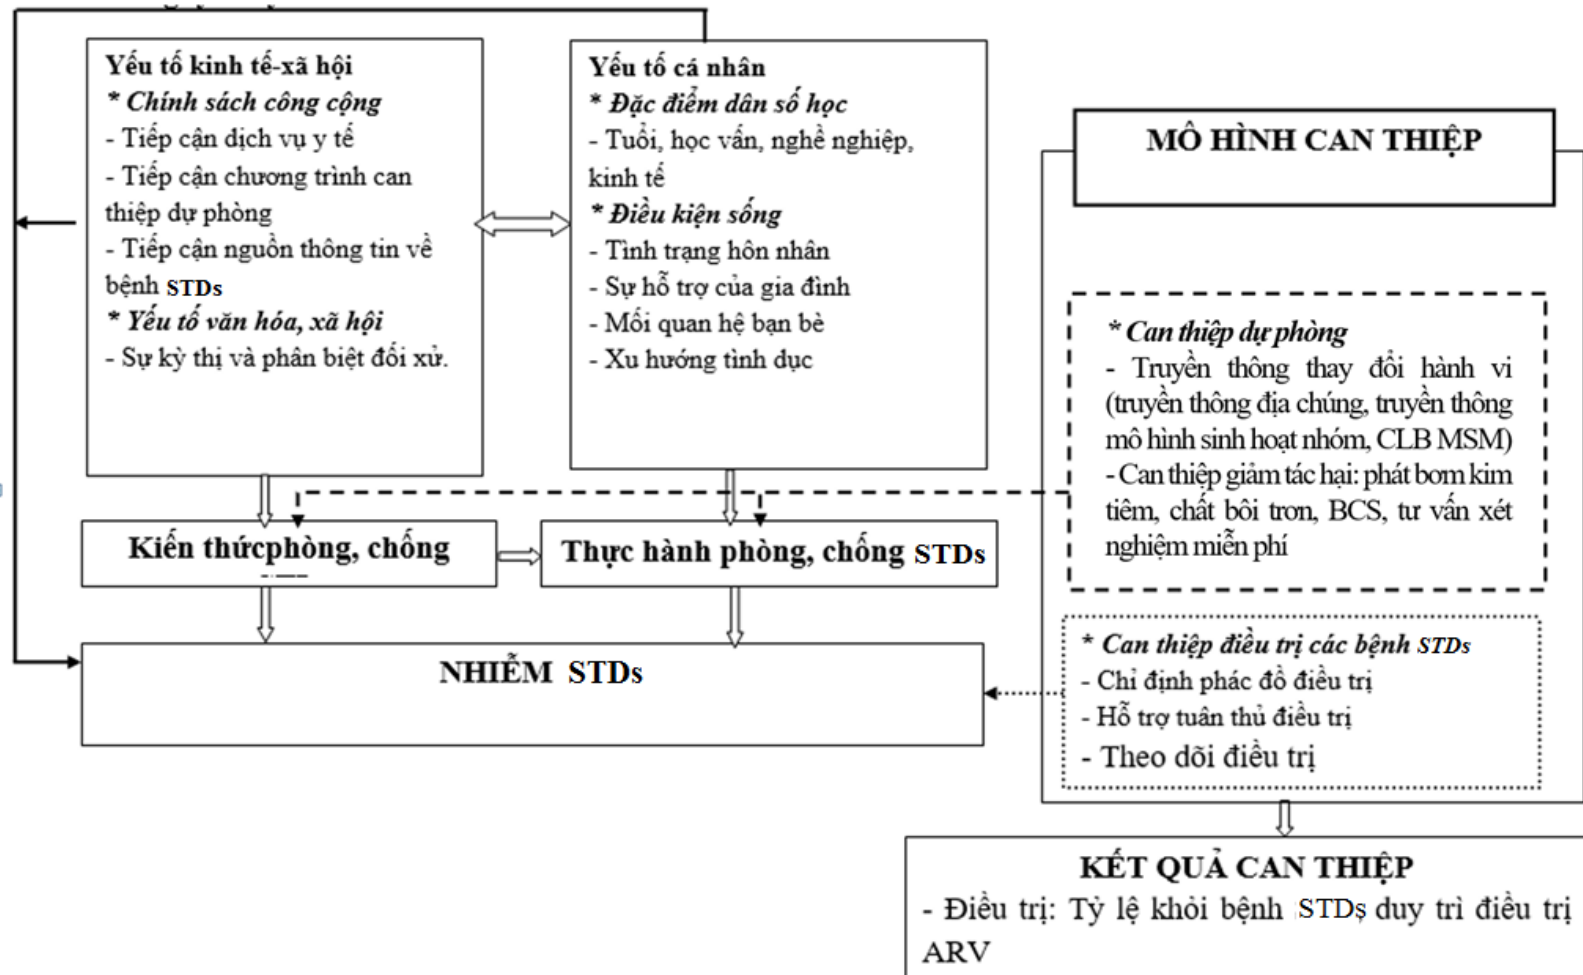 Yếu tố kinh tế-xã hội
* Chính sách công cộng
- Tiếp cận dịch vụ y tế
- Tiếp cận chương trình can
thiệp dự phòng
- Tiếp cận nguồn thông tin về
bệnh STDs
* Yếu tố văn hóa, xã hội
- Sự kỳ thị và phân biệt đối xử.
Yếu tố cá nhân
* Đặc điểm dân số học
- Tuổi, học vấn, nghề nghiệp,
kinh tế
* Điều kiện sống
- Tình trạng hôn nhân
- Sự hỗ trợ của gia đình
- Mối quan hệ bạn bè
- Xu hướng tình dục
Kiến thứcphòng, chống
Thực hành phòng, chống STDs
NHIỄM STDs
MÔ HÌNH CAN THIỆP
* Can thiệp dự phòng
- Truyền thông thay đổi hành vi
(truyền thông địa chúng, truyền thông
mô hình sinh hoạt nhóm, CLB MSM)
- Can thiệp giảm tác hại: phát bơm kim
tiêm, chất bôi trơn, BCS, tư vấn xét
nghiệm miễn phí
* Can thiệp điều trị các bệnh STDs
- Chỉ định phác đồ điều trị
- Hỗ trợ tuân thủ điều trị
- Theo dõi điều trị
KẾT QUẢ CAN THIỆP
- Điều trị: Tỷ lệ khỏi bệnh STDs duy trì điều trị
ARV